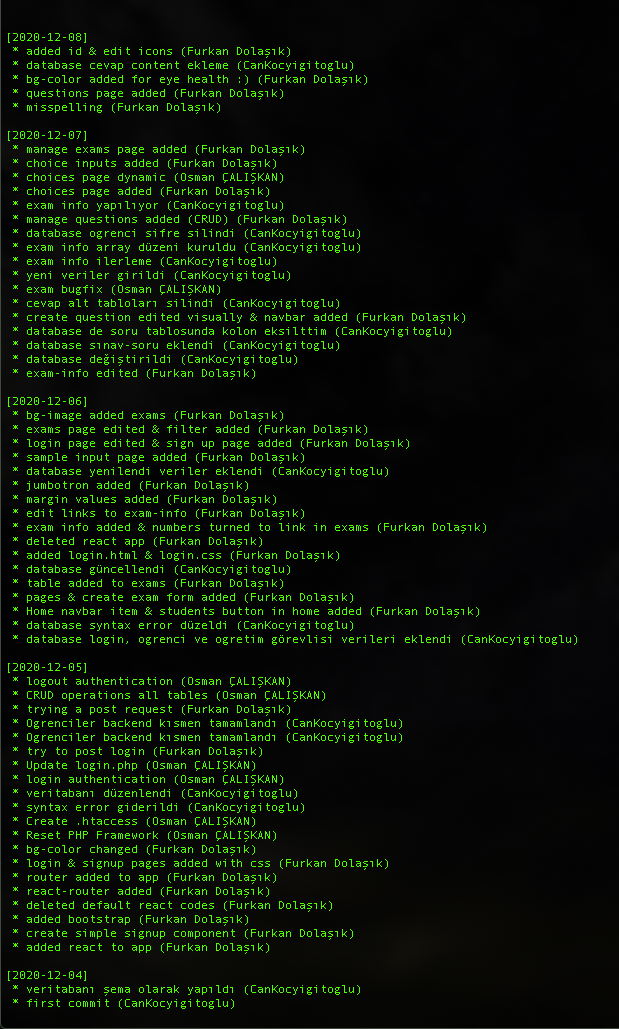 [2020-12-08]
* added id & edit icons (Furkan Dolaşık)
* database cevap content ekleme (CanKocyigitoglu)
* bg-color added for eye health :) (Furkan Dolaşık)
* questions page added (Furkan Dolaşık)
* misspelling (Furkan Dolaşık)
[2020-12-07]
* manage exams page added (Furkan Dolaşık)
* choice inputs added (Furkan Dolaşık)
* choices page dynamic (Osman ÇALIŞKAN)
* choices page added (Furkan Dolaşık)
* exam info yapılıyor (CanKocyigitoglu)
* manage questions added (CRUD) (Furkan Dolaşık)
* database ogrenci sifre silindi (CanKocyigitoglu)
* exam info array düzeni kuruldu (CanKocyigitoglu)
* exam info ilerleme (CanKocyigitoglu)
* yeni veriler girildi (CanKocyigitoglu)
* exam bugfix (Osman ÇALIŞKAN)
* cevap alt tabloları silindi (CanKocyigitoglu)
* create question edited visually & navbar added (Furkan Dolaşık)
* database de soru tablosunda kolon eksilttim (CanKocyigitoglu)
* database sınav-soru eklendi (CanKocyigitoglu)
* database değiştirildi (CanKocyigitoglu)
* exam-info edited (Furkan Dolaşık)
[2020-12-06]
* bg-image added exams (Furkan Dolaşık)
* exams page edited & filter added (Furkan Dolaşık)
* login page edited & sign up page added (Furkan Dolaşık)
* sample input page added (Furkan Dolaşık)
* database yenilendi veriler eklendi (CanKocyigitoglu)
* jumbotron added (Furkan Dolaşık)
* margin values added (Furkan Dolaşık)
* edit links to exam-info (Furkan Dolaşık)
* exam info added & numbers turned to link in exams (Furkan Dolaşık)
* deleted react app (Furkan Dolaşık)
* added login.html & login.css (Furkan Dolaşık)
* database güncellendi (CanKocyigitoglu)
* table added to exams (Furkan Dolaşık)
* pages & create exam form added (Furkan Dolaşık)
* Home navbar item & students button in home added (Furkan Dolaşık)
* database syntax error düzeldi (CanKocyigitoglu)
* database login, ogrenci ve ogretim görevlisi verileri eklendi (CanKocyigitoglu)
[2020-12-05]
* logout authentication (Osman ÇALIŞKAN)
* CRUD operations all tables (Osman ÇALIŞKAN)
* trying a post request (Furkan Dolaşık)
* Ogrenciler backend kısmen tamamlandı (CanKocyigitoglu)
* Ogrenciler backend kısmen tamamlandı (CanKocyigitoglu)
* try to post login (Furkan Dolaşık)
* Update login.php (Osman ÇALIŞKAN)
* login authentication (Osman ÇALIŞKAN)
* veritabanı düzenlendi (CanKocyigitoglu)
* syntax error giderildi (CanKocyigitoglu)
* Create .htaccess (Osman ÇALIŞKAN)
* Reset PHP Framework (Osman ÇALIŞKAN)
* bg-color changed (Furkan Dolaşık)
* login & signup pages added with css (Furkan Dolaşık)
* router added to app (Furkan Dolaşık)
* react-router added (Furkan Dolaşık)
* deleted default react codes (Furkan Dolaşık)
* added bootstrap (Furkan Dolaşık)
* create simple signup component (Furkan Dolaşık)
* added react to app (Furkan Dolaşık)
[2020-12-04]
* veritabanı şema olarak yapıldı (CanKocyigitoglu)
* first commit (CanKocyigitoglu)